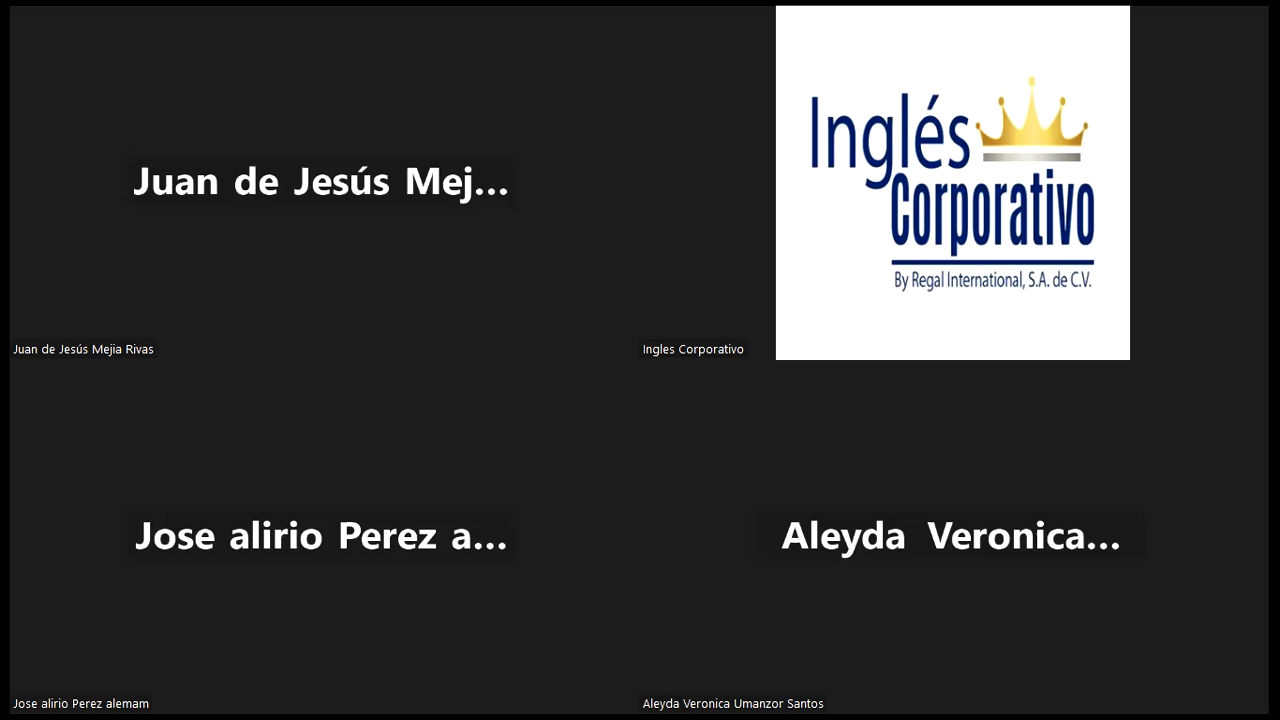 Juan de Jesús Mej...
Juan de Jesús Mejia Rivas
Inglés
Corporativo
By Regal International, S.A. de C.V.
Ingles Corporativo
Jose alirio Perez a...
Jose alirio Perez alemam
Aleyda Veronica...
Aleyda Veronica Umanzor Santos